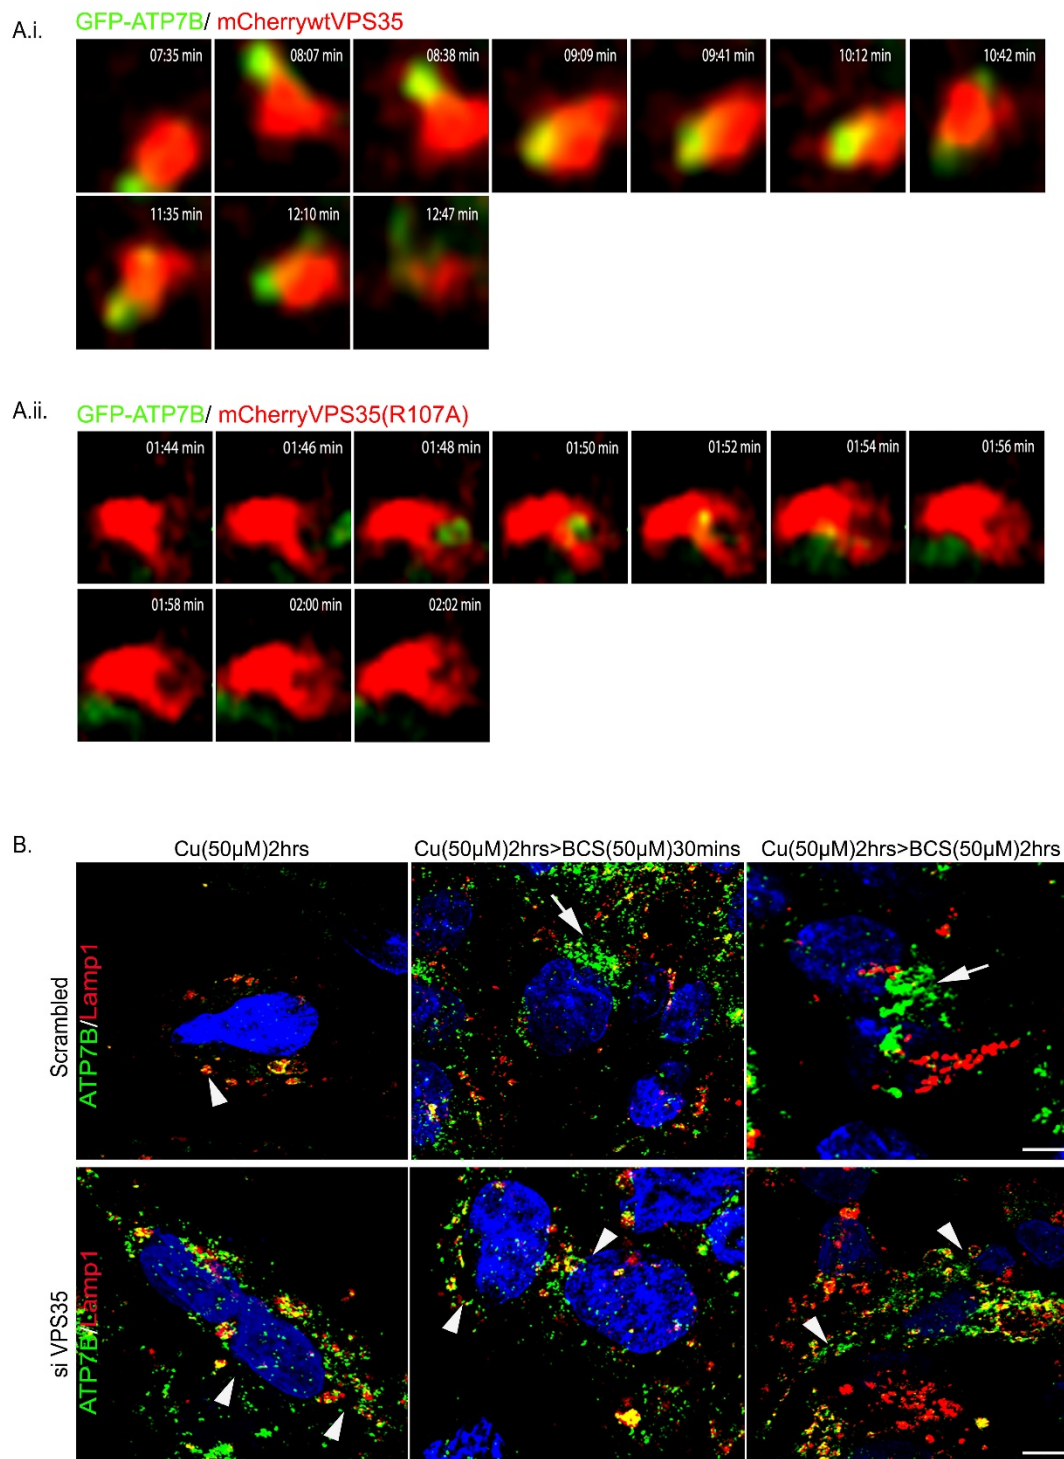 A.i.
GFP-ATP7B/ mCherrywtVPS35
07:35 min
08:07 min
08:38 min
09:09 min
09:41 min
10:12 min
10:42 min
11:35 min
12:10 min
12:47 min
A.ii.
GFP-ATP7B/ mCherryVPS35(R107A)
01:44 min
01:46 min
01:48 min
01:50 min
01:52 min
01:54 min
01:56 min
01:58 min
02:00 min
02:02 min
B.
Cu(50µM)2hrs
Cu(50µM)2hrs>BCS(50µM)30mins
Cu(50µM)2hrs>BCS(50µM)2hrs
Scrambled
ATP7B/Lamp1
si VPS35
ATP7B/Lamp1